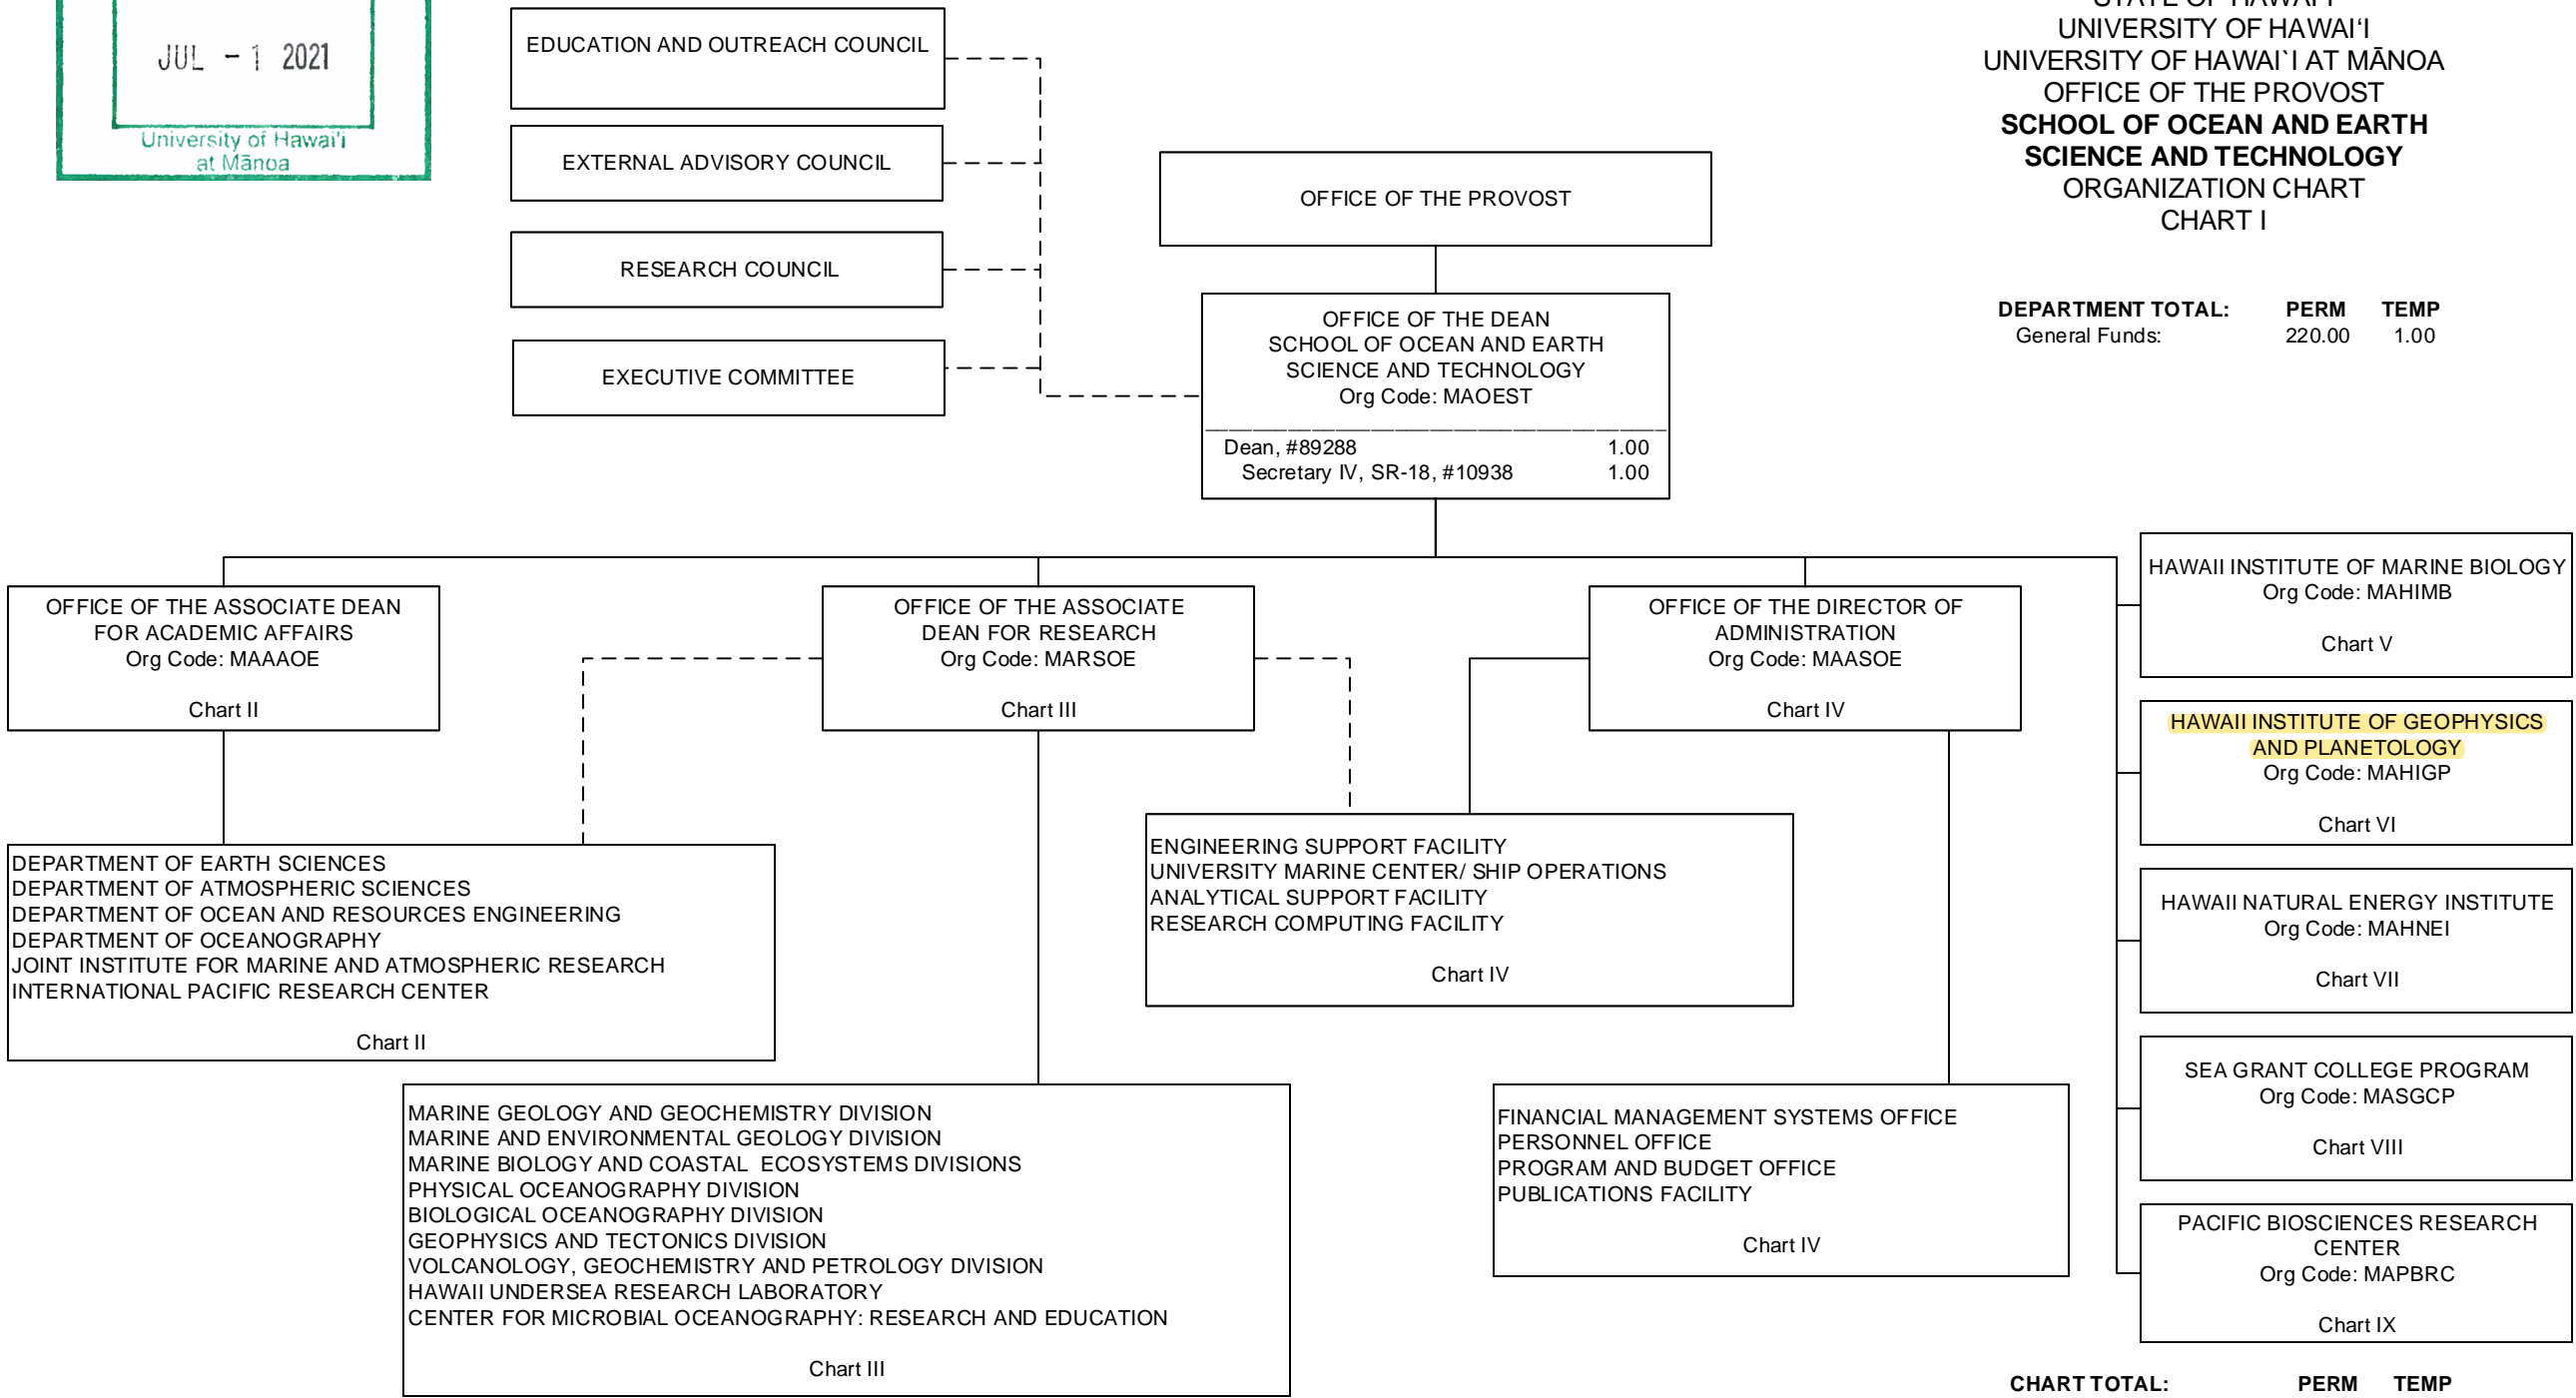 JUL - 1 2021
University of Hawai'i
at Mānoa
EDUCATION AND OUTREACH COUNCIL
EXTERNAL ADVISORY COUNCIL
RESEARCH COUNCIL
EXECUTIVE COMMITTEE
STATE OF HAWAI'I
UNIVERSITY OF HAWAI‘I
UNIVERSITY OF HAWAI`I AT MĀNOA
OFFICE OF THE PROVOST
SCHOOL OF OCEAN AND EARTH
SCIENCE AND TECHNOLOGY
ORGANIZATION CHART
CHART I
DEPARTMENT TOTAL: PERM TEMP
General Funds: 220.00 1.00
OFFICE OF THE PROVOST
OFFICE OF THE DEAN
SCHOOL OF OCEAN AND EARTH
SCIENCE AND TECHNOLOGY
Org Code: MAOEST
Dean, #89288 1.00
Secretary IV, SR-18, #10938 1.00
OFFICE OF THE ASSOCIATE DEAN
FOR ACADEMIC AFFAIRS
Org Code: MAAAOE
Chart II
OFFICE OF THE ASSOCIATE
DEAN FOR RESEARCH
Org Code: MARSOE
Chart III
OFFICE OF THE DIRECTOR OF
ADMINISTRATION
Org Code: MAASOE
Chart IV
HAWAII INSTITUTE OF MARINE BIOLOGY
Org Code: MAHIMB
Chart V
HAWAII INSTITUTE OF GEOPHYSICS
AND PLANETOLOGY
Org Code: MAHIGP
Chart VI
HAWAII NATURAL ENERGY INSTITUTE
Org Code: MAHNEI
Chart VII
SEA GRANT COLLEGE PROGRAM
Org Code: MASGCP
Chart VIII
PACIFIC BIOSCIENCES RESEARCH
CENTER
Org Code: MAPBRC
Chart IX
DEPARTMENT OF EARTH SCIENCES
DEPARTMENT OF ATMOSPHERIC SCIENCES
DEPARTMENT OF OCEAN AND RESOURCES ENGINEERING
DEPARTMENT OF OCEANOGRAPHY
JOINT INSTITUTE FOR MARINE AND ATMOSPHERIC RESEARCH
INTERNATIONAL PACIFIC RESEARCH CENTER
Chart II
ENGINEERING SUPPORT FACILITY
UNIVERSITY MARINE CENTER/ SHIP OPERATIONS
ANALYTICAL SUPPORT FACILITY
RESEARCH COMPUTING FACILITY
Chart IV
MARINE GEOLOGY AND GEOCHEMISTRY DIVISION
MARINE AND ENVIRONMENTAL GEOLOGY DIVISION
MARINE BIOLOGY AND COASTAL ECOSYSTEMS DIVISIONS
PHYSICAL OCEANOGRAPHY DIVISION
BIOLOGICAL OCEANOGRAPHY DIVISION
GEOPHYSICS AND TECTONICS DIVISION
VOLCANOLOGY, GEOCHEMISTRY AND PETROLOGY DIVISION
HAWAII UNDERSEA RESEARCH LABORATORY
CENTER FOR MICROBIAL OCEANOGRAPHY: RESEARCH AND EDUCATION
Chart III
FINANCIAL MANAGEMENT SYSTEMS OFFICE
PERSONNEL OFFICE
PROGRAM AND BUDGET OFFICE
PUBLICATIONS FACILITY
Chart IV
CHART TOTAL: PERM TEMP